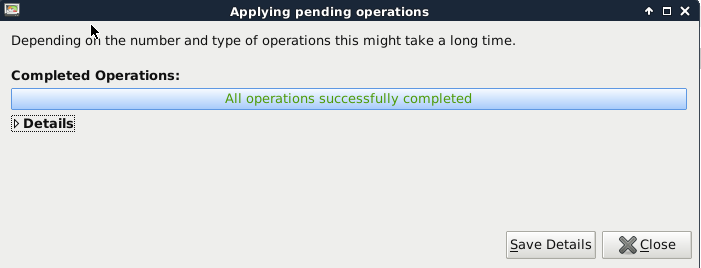 Applying pending operations
Depending on the number and type of operations this might take a long time.
Completed Operations:
All operations successfully completed
Details
Save Details
Close